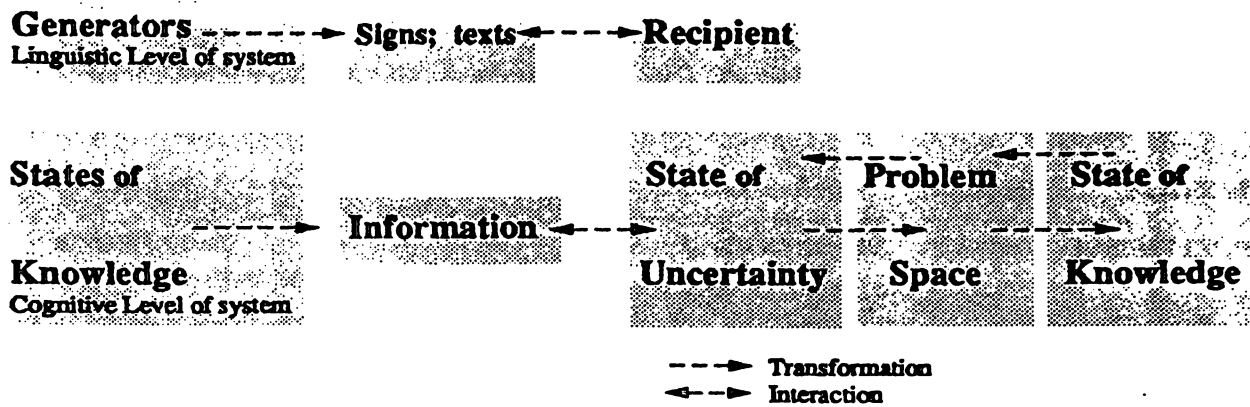 Generators
Linguistic Level of system
Signs; texts
Recipient
States of
Knowledge
Cognitive Level of system
Information
State of
Uncertainty
Problem
Space
State of
Knowledge
Transformation
Interaction